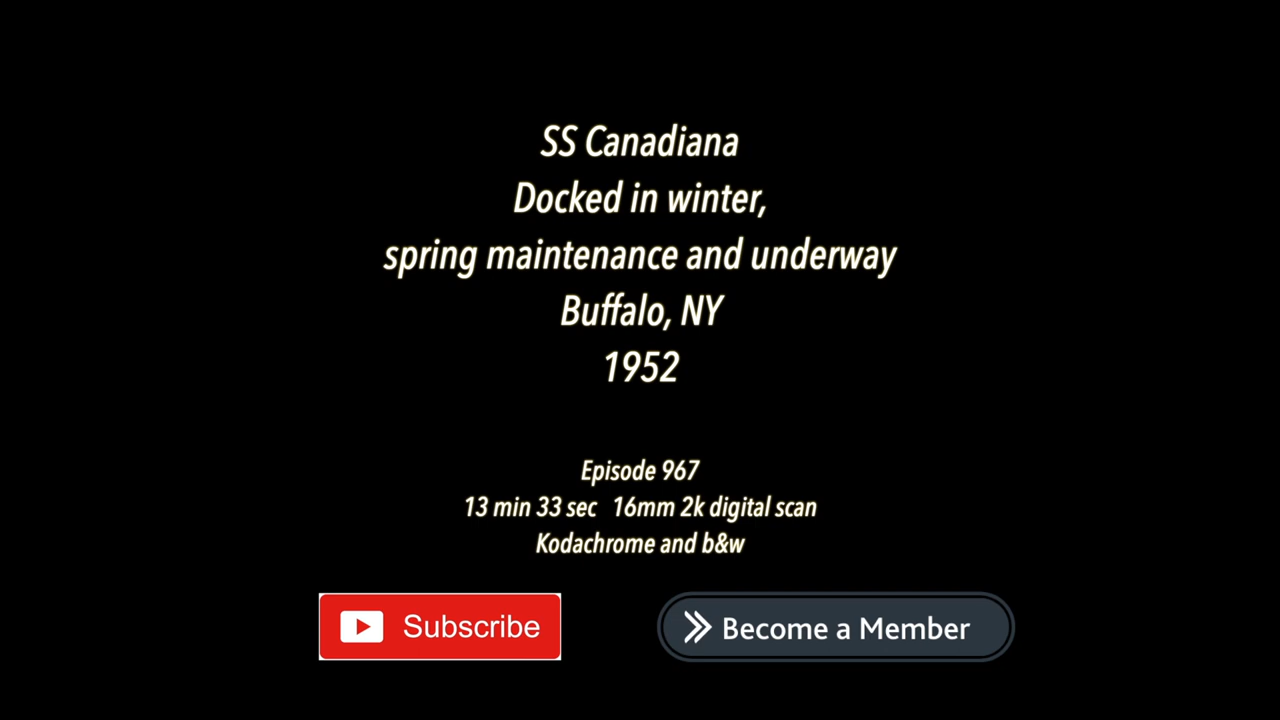 SS Canadiana
Docked in winter,
spring maintenance and underway
Buffalo, NY
1952
Episode 967
13 min 33 sec 16mm 2k digital scan
Kodachrome and b&w
Subscribe
Become a Member